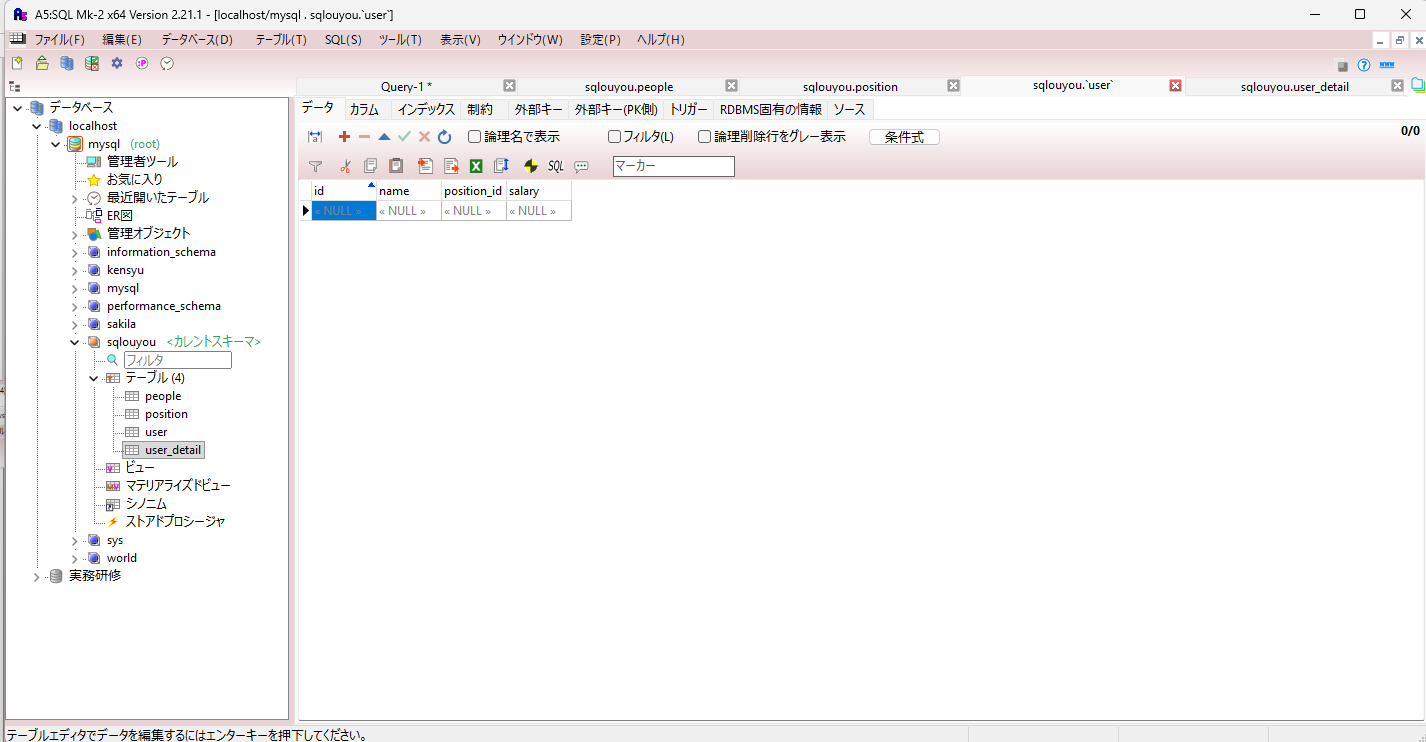 A5:SQL Mk-2 x64 Version 2.21.1 - [localhost/mysql . sqlouyou.`user`]
ファイル(F) 編集(E) データベース(D) テーブル(T) SQL(S) ツール(T) 表示(V) ウインドウ(W) 設定(P) ヘルプ(H)
Query-1 * sqlouyou.people sqlouyou.position sqlouyou.`user` sqlouyou.user_detail
データ カラム インデックス 制約 外部キー 外部キー(PK側) トリガー RDBMS固有の情報 ソース
論理名で表示 フィルタ(L) 論理削除行をグレー表示 条件式 0/0
SQL マーカー
id name position_id salary
« NULL » « NULL » « NULL » « NULL »
データベース
localhost
mysql (root)
管理者ツール
お気に入り
最近開いたテーブル
ER図
管理オブジェクト
information_schema
kensyu
mysql
performance_schema
sakila
sqlouyou <カレントスキーマ>
フィルタ
テーブル (4)
people
position
user
user_detail
ビュー
マテリアライズドビュー
シノニム
ストアドプロシージャ
sys
world
実務研修
テーブルエディタでデータを編集するにはエンターキーを押下してください。